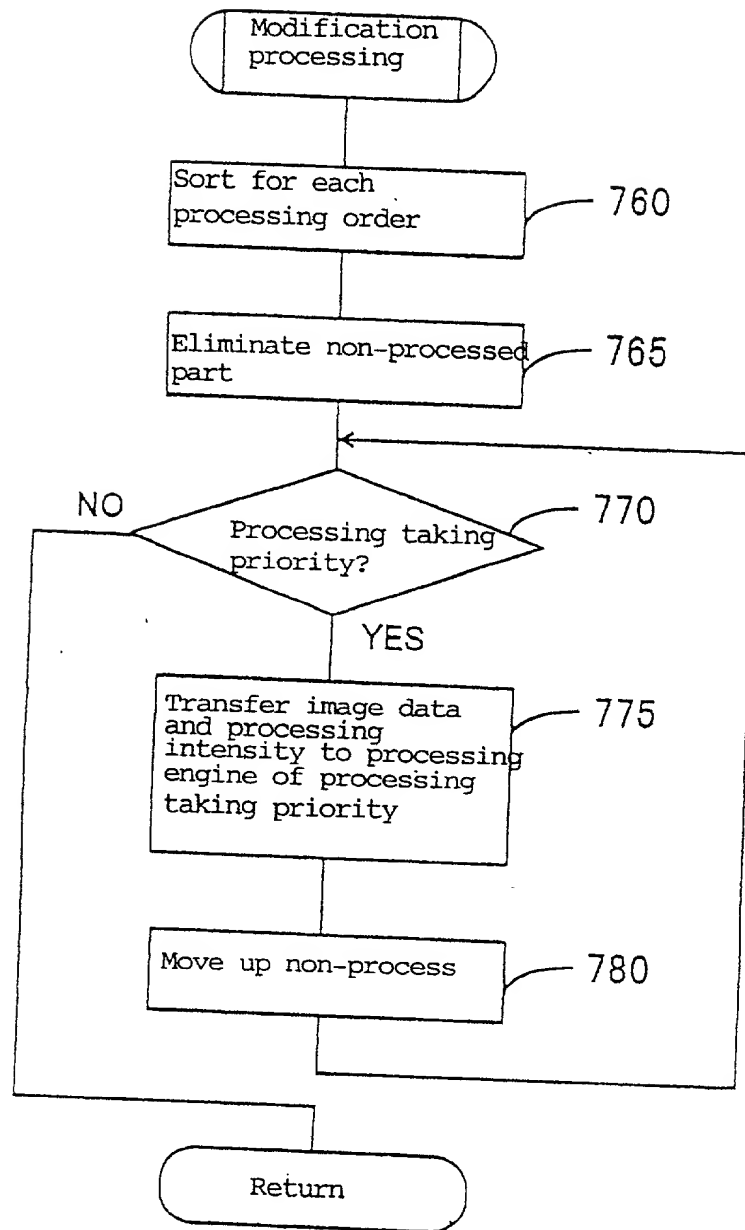 Modification
processing
Sort for each
processing order
760
Eliminate non-processed
part
765
NO
770
Processing taking
priority?
YES
Transfer image data
and processing
intensity to processing
engine of processing
taking priority
775
Move up non-process
780
Return